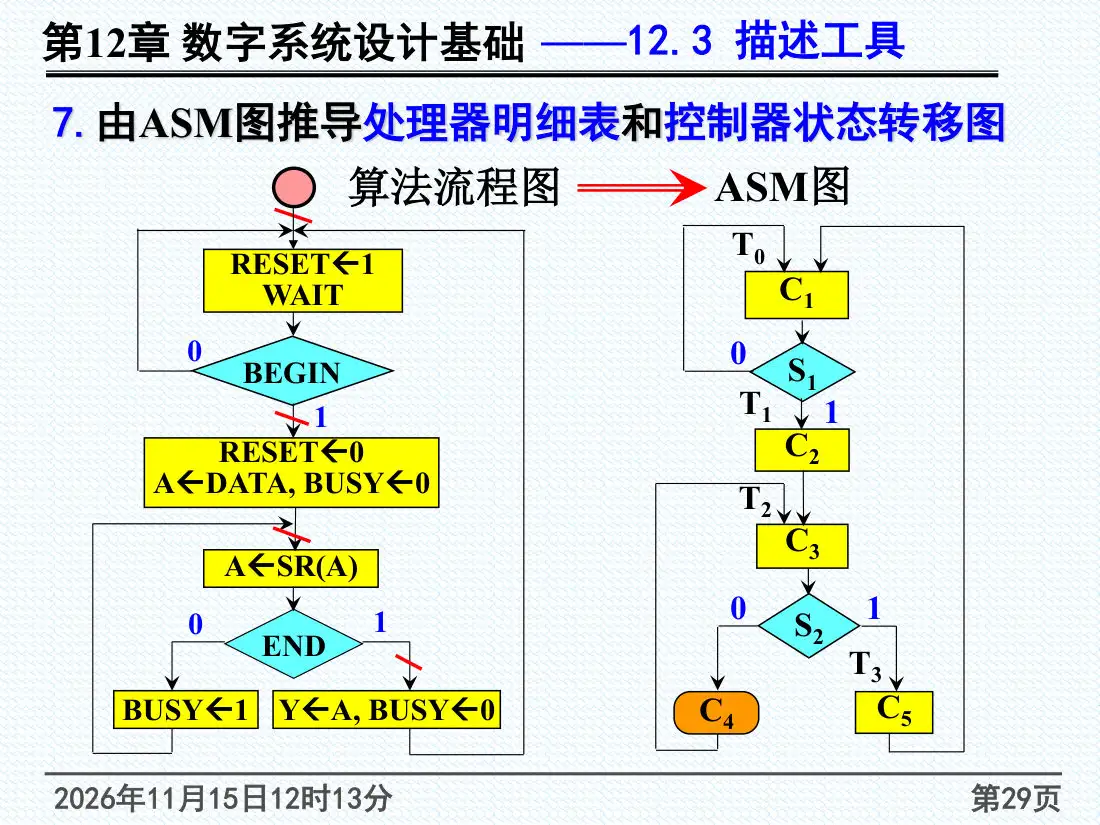 第12章 数字系统设计基础 ——12.3 描述工具
7. 由ASM图推导处理器明细表和控制器状态转移图
算法流程图
ASM图
RESET←1
WAIT
0
BEGIN
1
RESET←0
A←DATA, BUSY←0
A←SR(A)
0
END
1
BUSY←1
Y←A, BUSY←0
T0
C1
0
S1
T1
1
C2
T2
C3
0
S2
1
T3
C4
C5
2026年11月15日12时13分
第29页